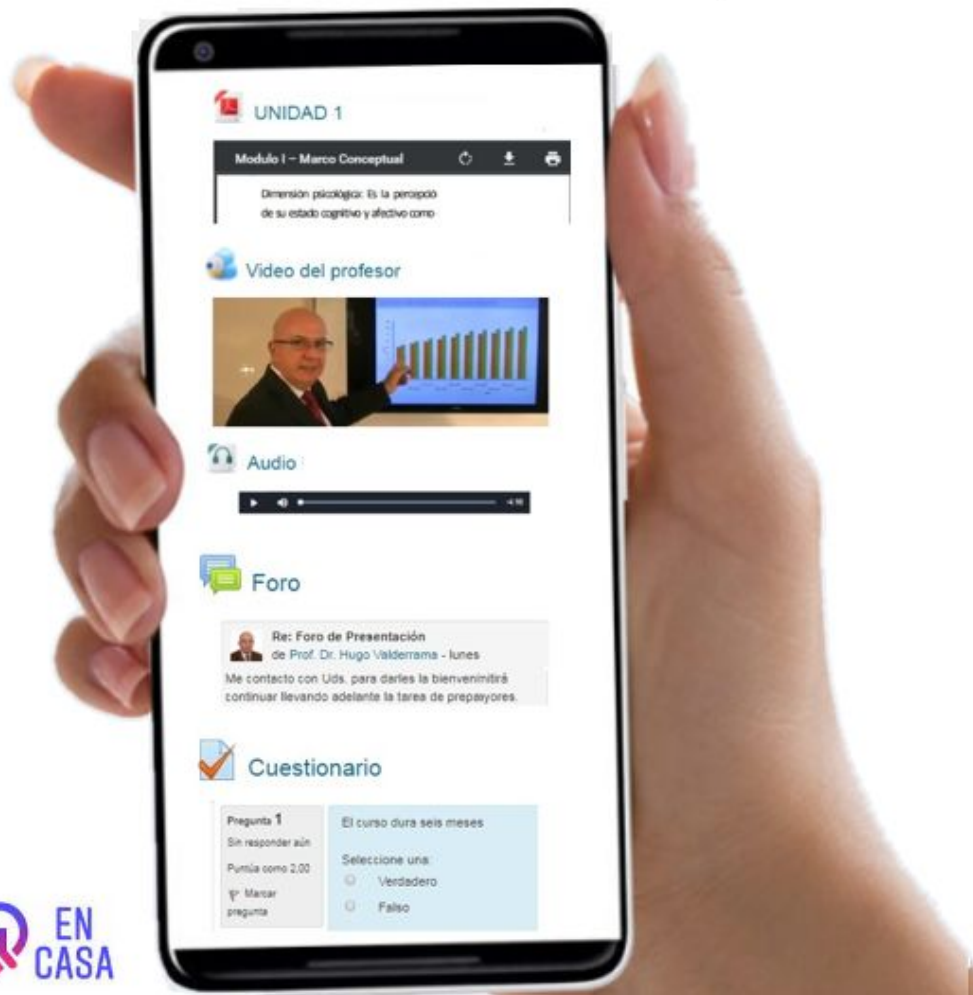 UNIDAD 1
Modulo I – Marco Conceptual
Dimensión psicológica: Es la percepció
de su estado cognitivo y afectivo como
Video del profesor
Audio
Foro
Re: Foro de Presentación
de Prof. Dr. Hugo Valderrama - lunes
Me contacto con Uds. para darles la bienveninitirá
continuar llevando adelante la tarea de prepayores.
Cuestionario
Pregunta 1
Sin responder aún
Puntúa como 2,00
Marcar
pregunta
El curso dura seis meses
Seleccione una:
Verdadero
Falso
EN
CASA